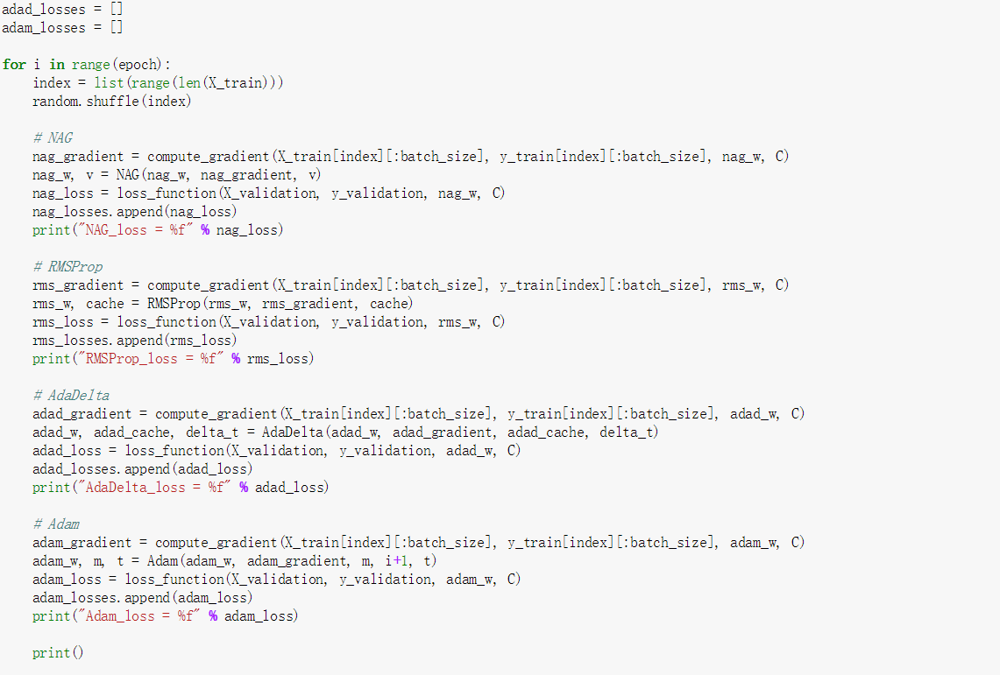 adad_losses = []
adam_losses = []
for i in range(epoch):
    index = list(range(len(X_train)))
    random.shuffle(index)
    # NAG
    nag_gradient = compute_gradient(X_train[index][:batch_size], y_train[index][:batch_size], nag_w, C)
    nag_w, v = NAG(nag_w, nag_gradient, v)
    nag_loss = loss_function(X_validation, y_validation, nag_w, C)
    nag_losses.append(nag_loss)
    print("NAG_loss = %f" % nag_loss)
    # RMSProp
    rms_gradient = compute_gradient(X_train[index][:batch_size], y_train[index][:batch_size], rms_w, C)
    rms_w, cache = RMSProp(rms_w, rms_gradient, cache)
    rms_loss = loss_function(X_validation, y_validation, rms_w, C)
    rms_losses.append(rms_loss)
    print("RMSProp_loss = %f" % rms_loss)
    # AdaDelta
    adad_gradient = compute_gradient(X_train[index][:batch_size], y_train[index][:batch_size], adad_w, C)
    adad_w, adad_cache, delta_t = AdaDelta(adad_w, adad_gradient, adad_cache, delta_t)
    adad_loss = loss_function(X_validation, y_validation, adad_w, C)
    adad_losses.append(adad_loss)
    print("AdaDelta_loss = %f" % adad_loss)
    # Adam
    adam_gradient = compute_gradient(X_train[index][:batch_size], y_train[index][:batch_size], adam_w, C)
    adam_w, m, t = Adam(adam_w, adam_gradient, m, i+1, t)
    adam_loss = loss_function(X_validation, y_validation, adam_w, C)
    adam_losses.append(adam_loss)
    print("Adam_loss = %f" % adam_loss)
    print()